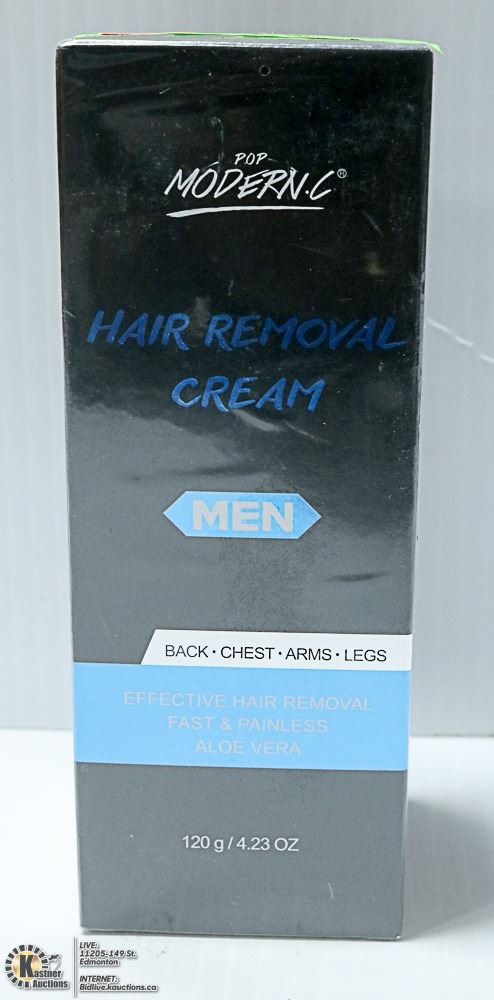 POP
MODERN.C®
HAIR REMOVAL
CREAM
MEN
BACK • CHEST • ARMS • LEGS
EFFECTIVE HAIR REMOVAL
FAST & PAINLESS
ALOE VERA
120 g / 4.23 OZ
K
Kastner
Auctions
LIVE:
11205-149 St.
Edmonton
INTERNET:
Bidlive.kauctions.ca